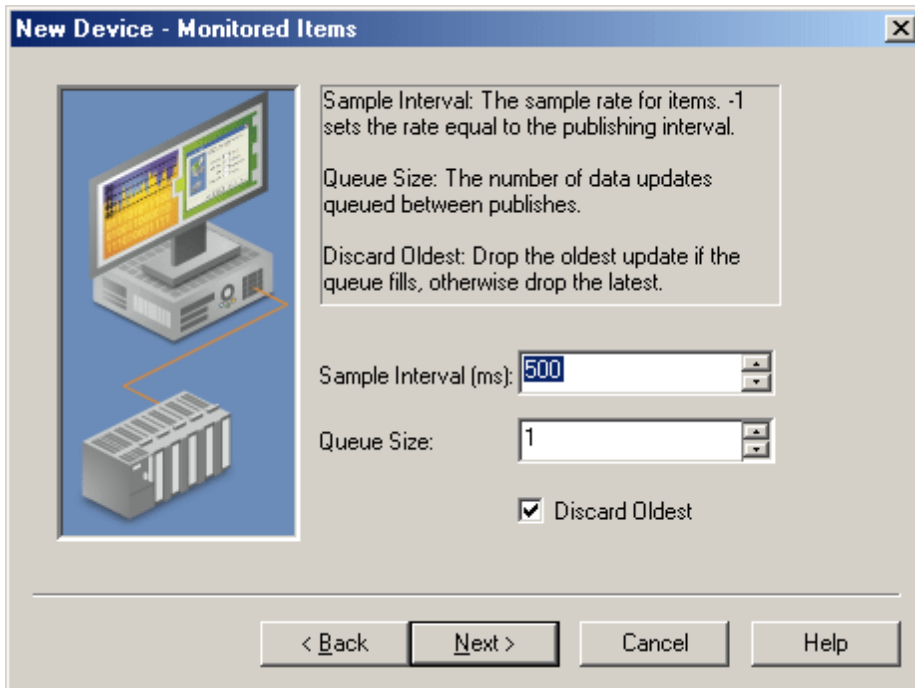 New Device - Monitored Items
Sample Interval: The sample rate for items. -1
sets the rate equal to the publishing interval.
Queue Size: The number of data updates
queued between publishes.
Discard Oldest: Drop the oldest update if the
queue fills, otherwise drop the latest.
Sample Interval (ms): 500
Queue Size: 1
Discard Oldest
< Back Next > Cancel Help